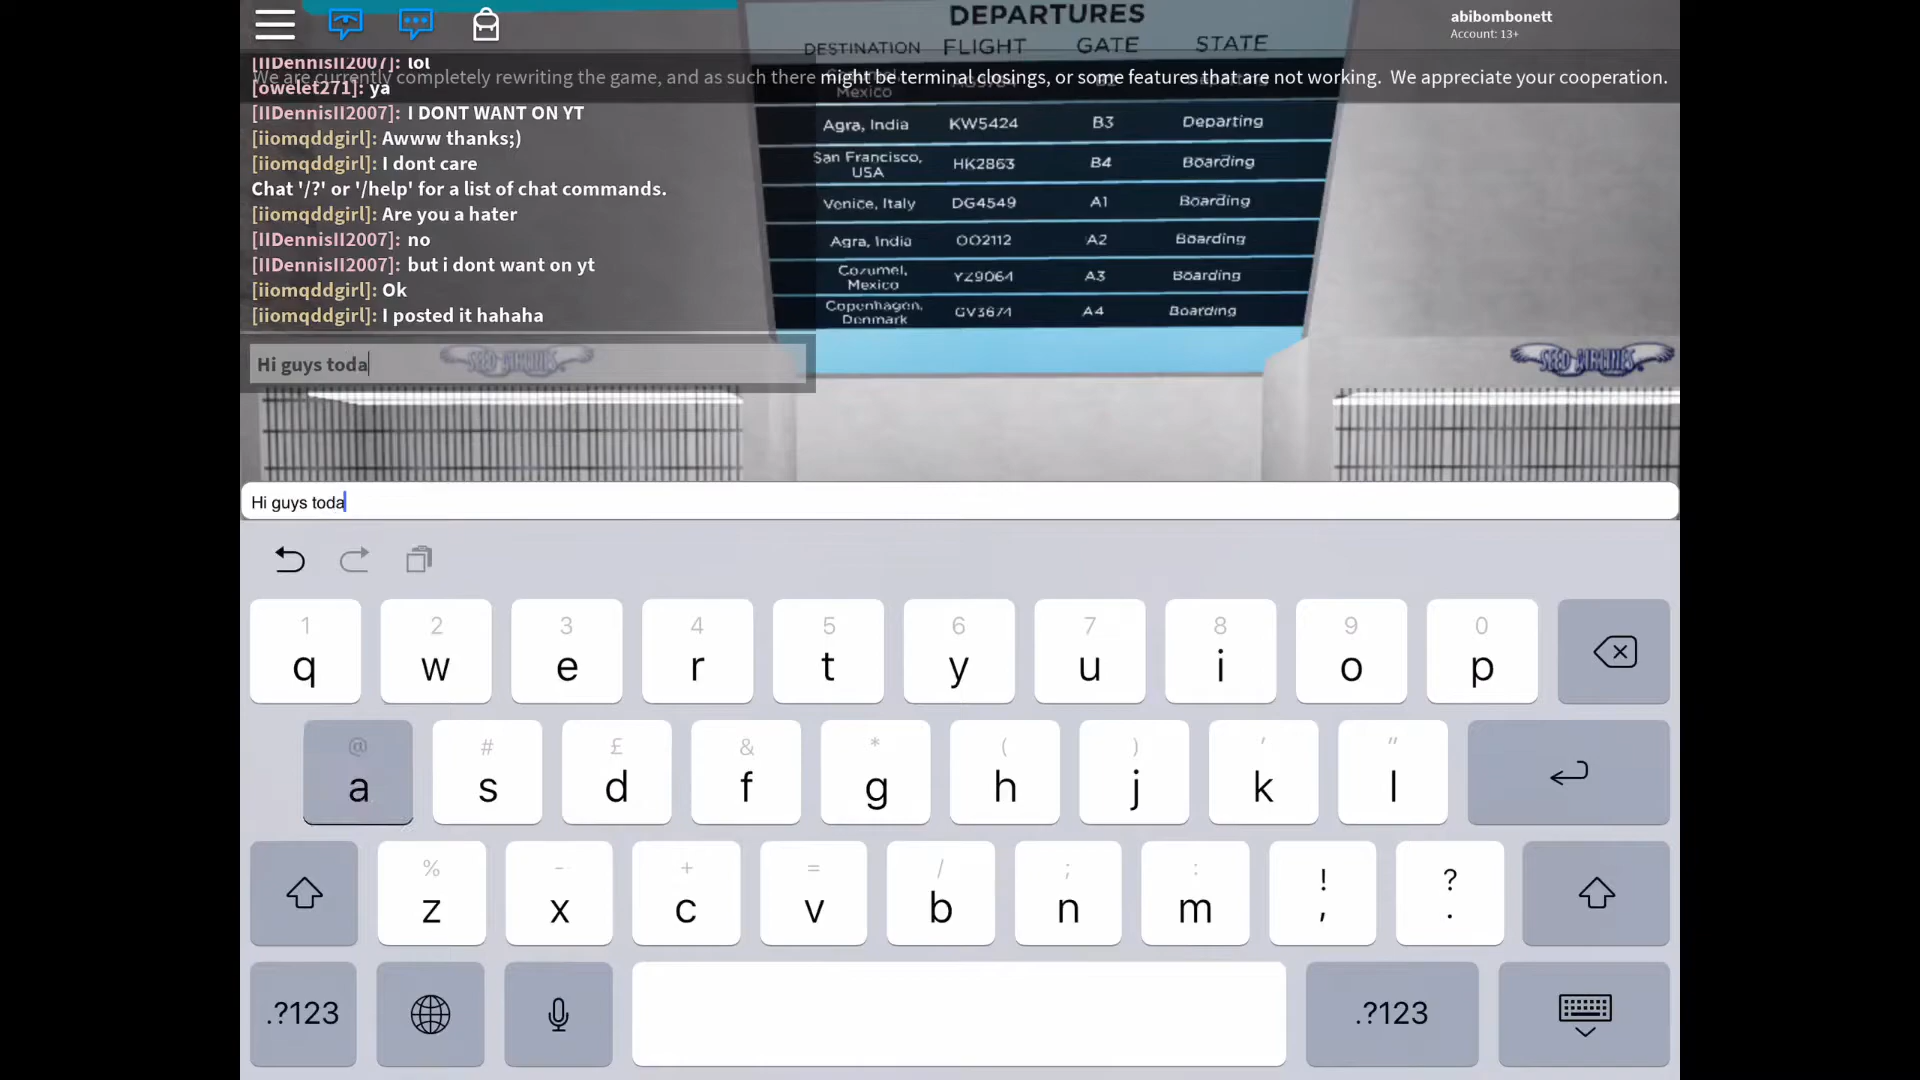 DEPARTURES
DESTINATION FLIGHT GATE STATE
abibombonett
Account: 13+
[IIDennisII2007]: lol
We are currently completely rewriting the game, and as such there might be terminal closings, or some features that are not working. We appreciate your cooperation.
[owelet271]: ya
Mexico
[IIDennisII2007]: I DONT WANT ON YT
[iiomqddgirl]: Awww thanks;)
[iiomqddgirl]: I dont care
Chat '/?' or '/help' for a list of chat commands.
[iiomqddgirl]: Are you a hater
[IIDennisII2007]: no
[IIDennisII2007]: but i dont want on yt
[iiomqddgirl]: Ok
[iiomqddgirl]: I posted it hahaha
Agra, India KW5424 B3 Departing
San Francisco, USA HK2863 B4 Boarding
Venice, Italy DG4549 A1 Boarding
Agra, India OO2112 A2 Boarding
Cozumel, Mexico YZ9064 A3 Boarding
Copenhagen, Denmark GV3671 A4 Boarding
Hi guys toda
SEED AIRLINES
SEED AIRLINES
Hi guys toda
1 2 3 4 5 6 7 8 9 0
q w e r t y u i o p
@ # £ & * ( ) ' "
a s d f g h j k l
% - + = / ; : ! ?
z x c v b n m , .
.?123 .?123